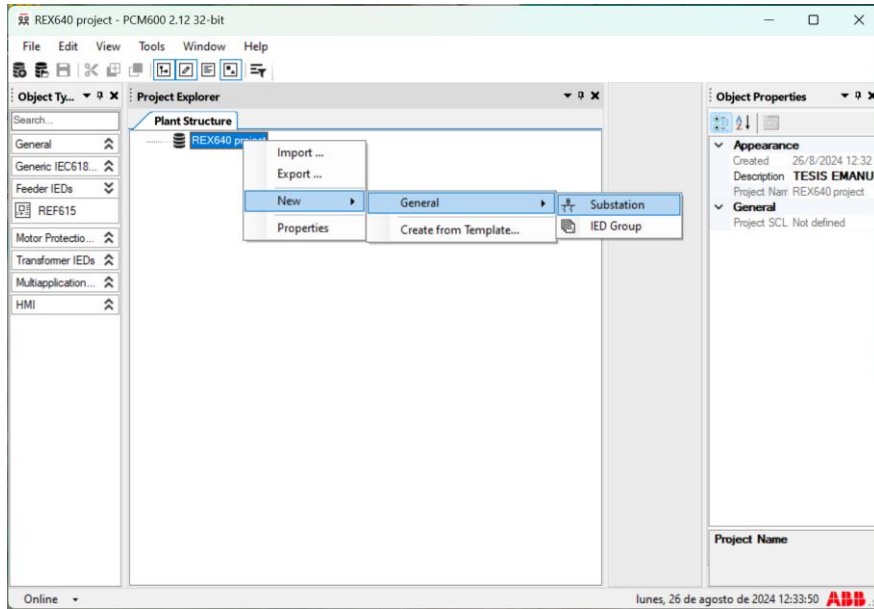 REX640 project - PCM600 2.12 32-bit
File Edit View Tools Window Help
Object Ty...
Project Explorer
Object Properties
Search...
Plant Structure
REX640 project
General
Generic IEC618...
Feeder IEDs
REF615
Motor Protectio...
Transformer IEDs
Multiapplication...
HMI
Import ...
Export ...
New
Properties
General
Create from Template...
Substation
IED Group
Appearance
Created 26/8/2024 12:32
Description TESIS EMANU
Project Nam REX640 project
General
Project SCL Not defined
Project Name
Online
lunes, 26 de agosto de 2024 12:33:50 ABB